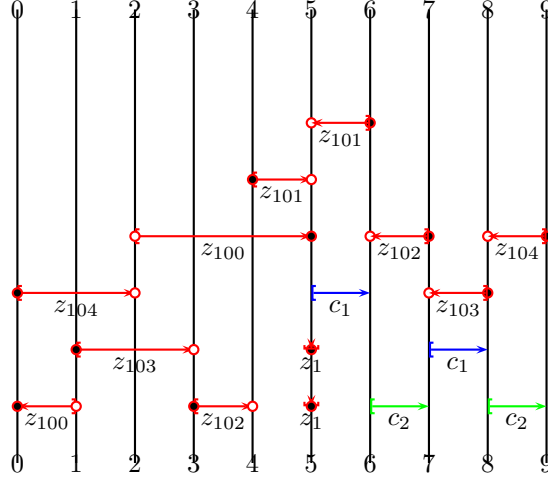 0 1 2 3 4 5 6 7 8 9
z₁₀₁
z₁₀₁
z₁₀₀ z₁₀₂ z₁₀₄
z₁₀₄ c₁ z₁₀₃
z₁₀₃ z₁ c₁
z₁₀₀ z₁₀₂ z₁ c₂ c₂
0 1 2 3 4 5 6 7 8 9